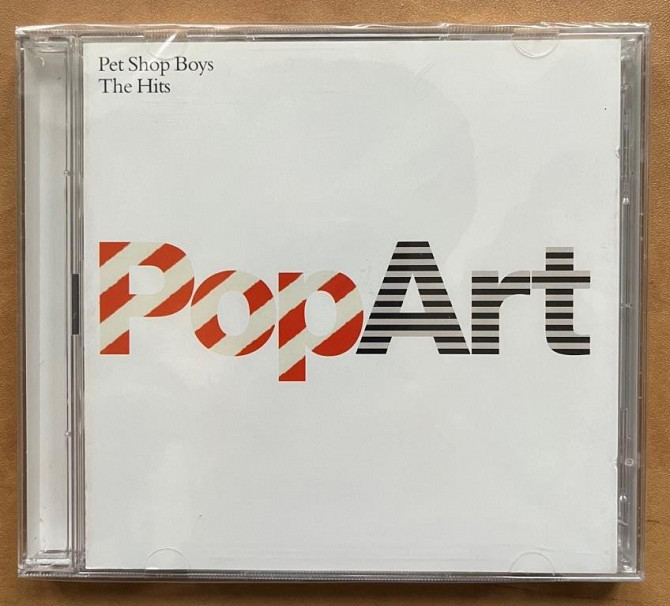 Pet Shop Boys
The Hits
PopArt